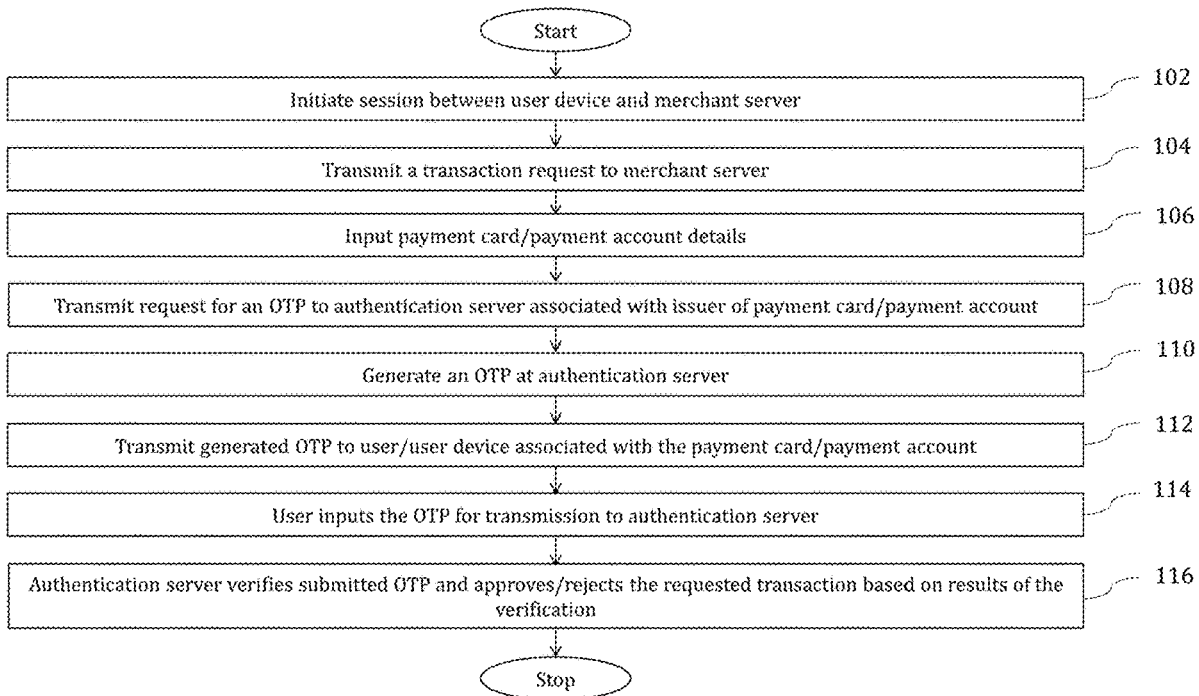 Start
102
Initiate session between user device and merchant server
104
Transmit a transaction request to merchant server
106
Input payment card/payment account details
108
Transmit request for an OTP to authentication server associated with issuer of payment card/payment account
110
Generate an OTP at authentication server
112
Transmit generated OTP to user/user device associated with the payment card/payment account
114
User inputs the OTP for transmission to authentication server
116
Authentication server verifies submitted OTP and approves/rejects the requested transaction based on results of the
verification
Stop